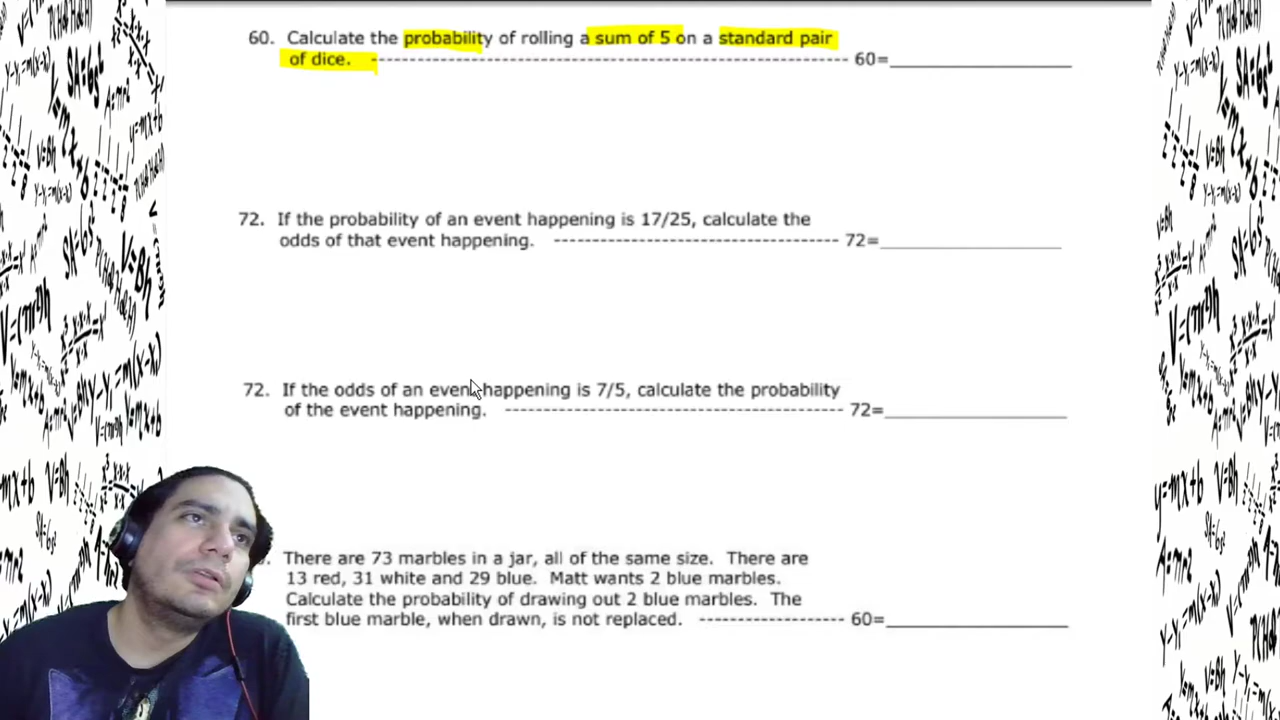 60. Calculate the probability of rolling a sum of 5 on a standard pair
of dice. ------------------------------------------------------------- 60=____________________
72. If the probability of an event happening is 17/25, calculate the
odds of that event happening. ------------------------------------ 72=____________________
72. If the odds of an event happening is 7/5, calculate the probability
of the event happening. ------------------------------------------- 72=____________________
There are 73 marbles in a jar, all of the same size. There are
13 red, 31 white and 29 blue. Matt wants 2 blue marbles.
Calculate the probability of drawing out 2 blue marbles. The
first blue marble, when drawn, is not replaced. ------------------ 60=____________________